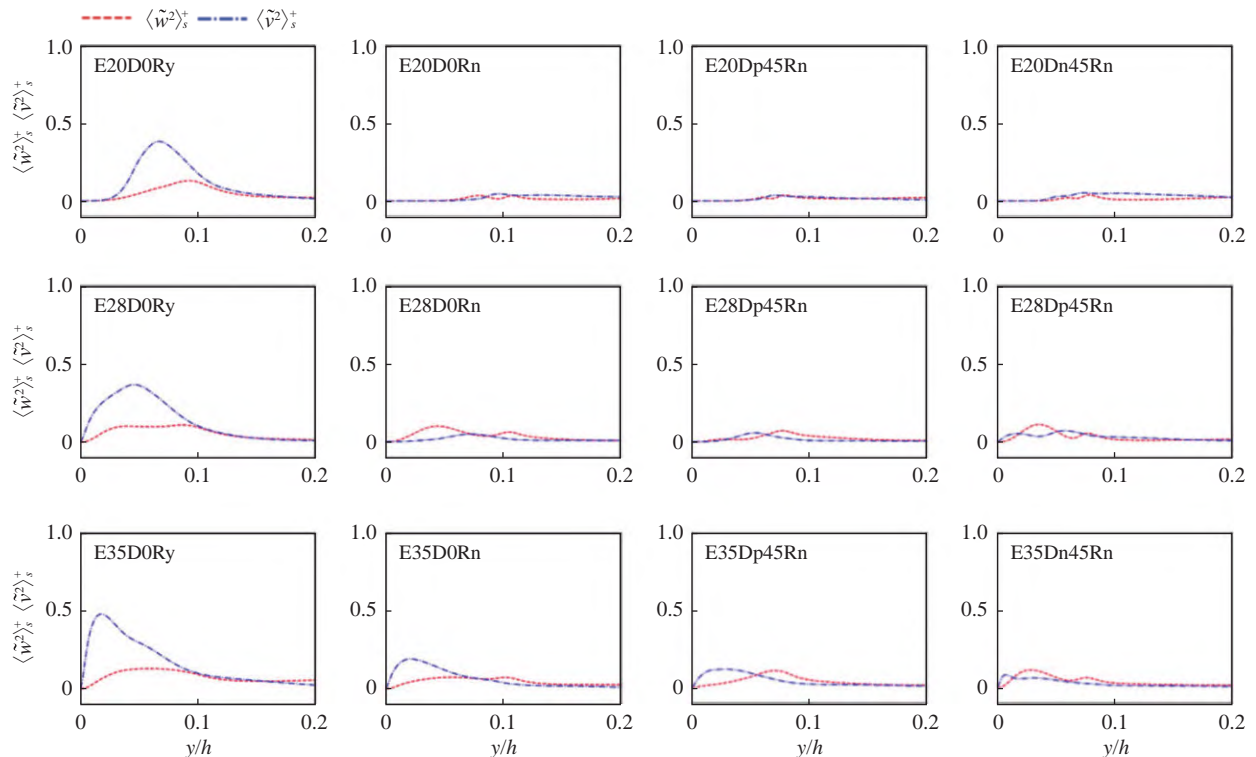 ⟨w̃²⟩ₛ⁺ ⟨ṽ²⟩ₛ⁺
1.0 1.0 1.0 1.0
E20D0Ry E20D0Rn E20Dp45Rn E20Dn45Rn
⟨w̃²⟩ₛ⁺ ⟨ṽ²⟩ₛ⁺ 0.5 0.5 0.5 0.5
0 0 0 0
0 0.1 0.2 0 0.1 0.2 0 0.1 0.2 0 0.1 0.2
1.0 1.0 1.0 1.0
E28D0Ry E28D0Rn E28Dp45Rn E28Dp45Rn
⟨w̃²⟩ₛ⁺ ⟨ṽ²⟩ₛ⁺ 0.5 0.5 0.5 0.5
0 0 0 0
0 0.1 0.2 0 0.1 0.2 0 0.1 0.2 0 0.1 0.2
1.0 1.0 1.0 1.0
E35D0Ry E35D0Rn E35Dp45Rn E35Dn45Rn
⟨w̃²⟩ₛ⁺ ⟨ṽ²⟩ₛ⁺ 0.5 0.5 0.5 0.5
0 0 0 0
0 0.1 0.2 0 0.1 0.2 0 0.1 0.2 0 0.1 0.2
y/h y/h y/h y/h